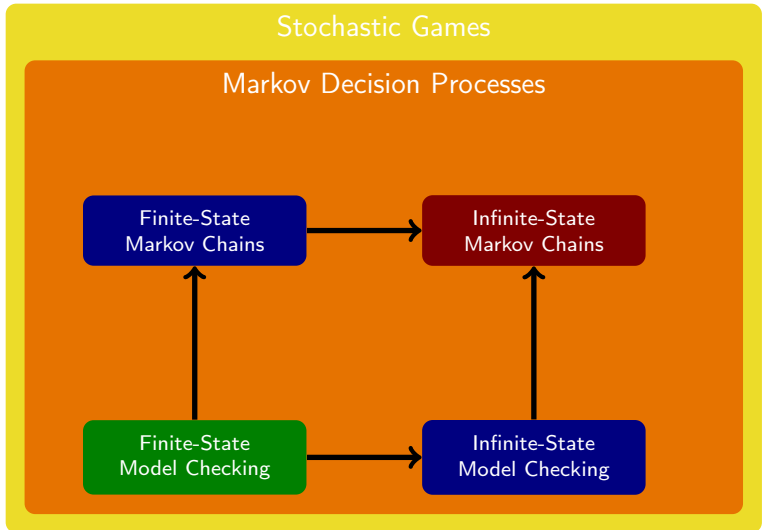 Stochastic Games
Markov Decision Processes
Finite-State
Markov Chains
Infinite-State
Markov Chains
Finite-State
Model Checking
Infinite-State
Model Checking